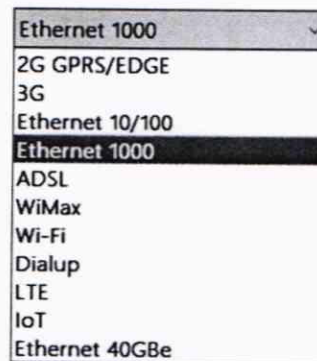 Ethernet 1000
2G GPRS/EDGE
3G
Ethernet 10/100
Ethernet 1000
ADSL
WiMax
Wi-Fi
Dialup
LTE
IoT
Ethernet 40GBe